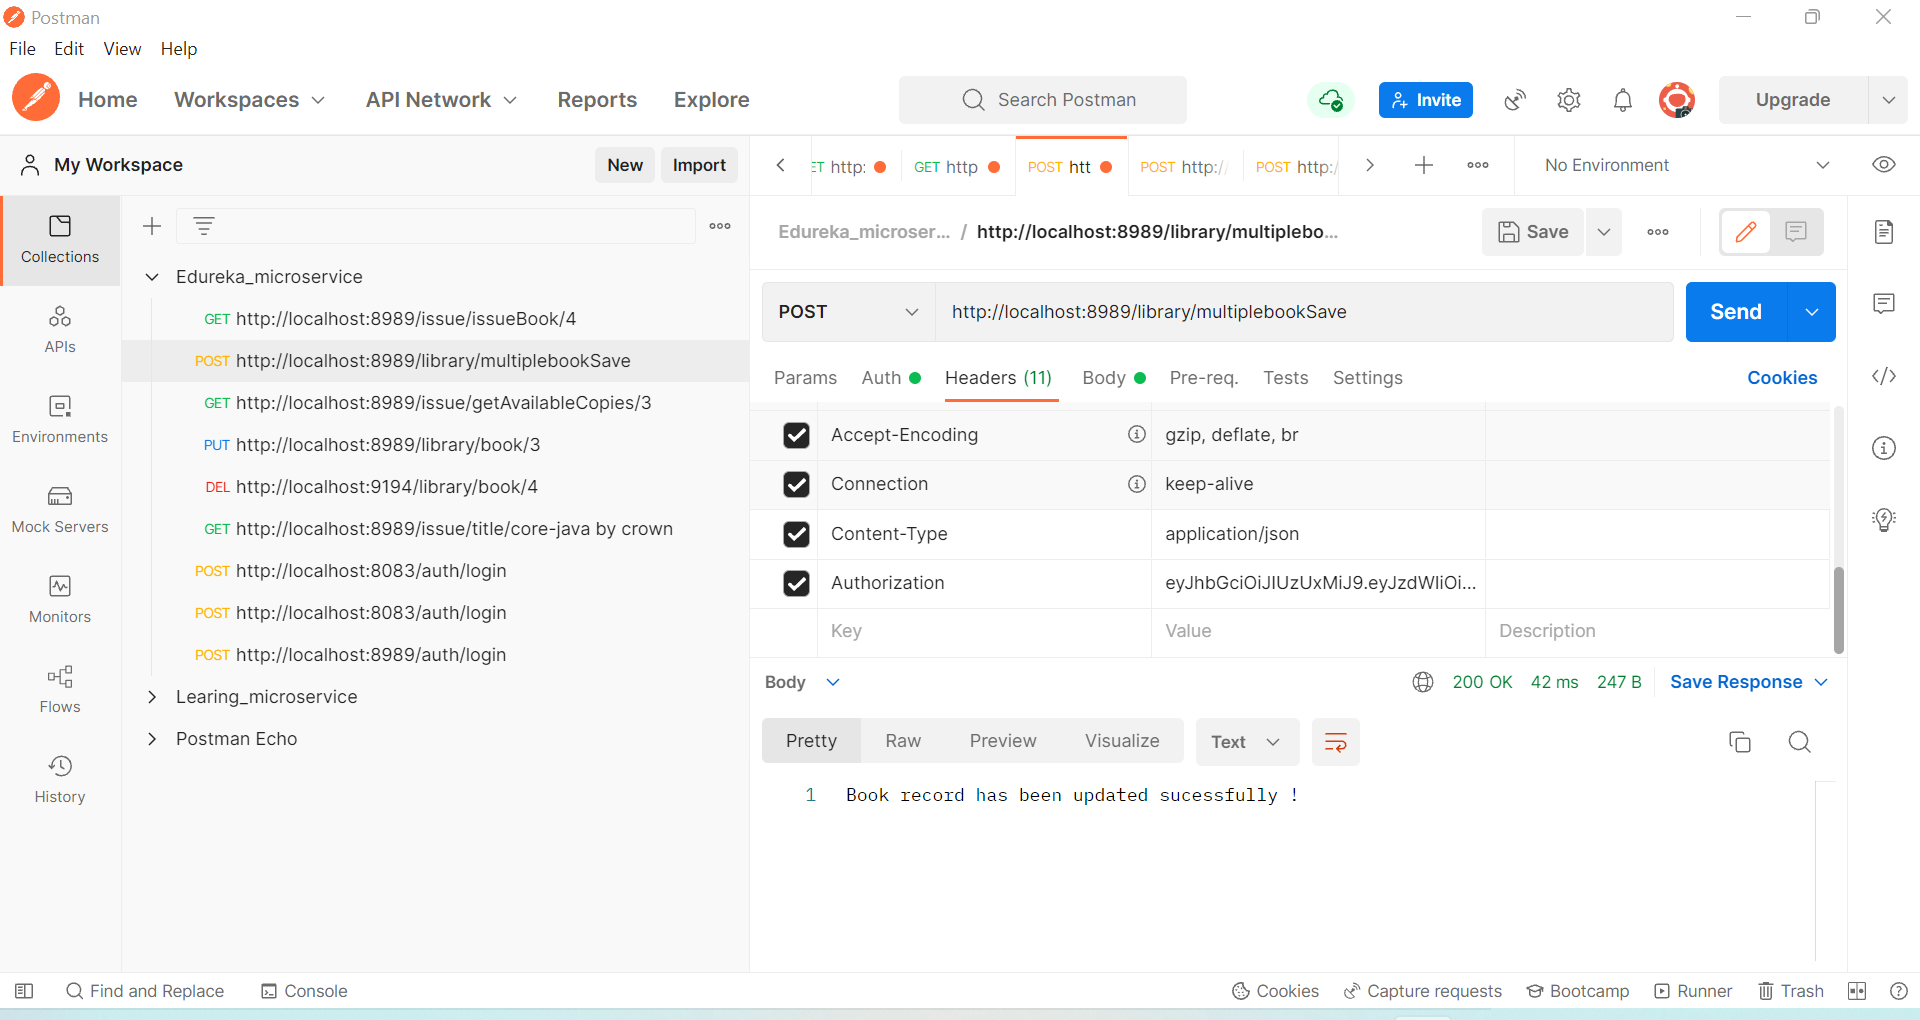 Postman
File Edit View Help
Home Workspaces API Network Reports Explore Search Postman Invite Upgrade
My Workspace New Import
ET http: GET http POST htt POST http:/ POST http:/ No Environment
Collections
APIs
Environments
Mock Servers
Monitors
Flows
History
Edureka_microservice
GET http://localhost:8989/issue/issueBook/4
POST http://localhost:8989/library/multiplebookSave
GET http://localhost:8989/issue/getAvailableCopies/3
PUT http://localhost:8989/library/book/3
DEL http://localhost:9194/library/book/4
GET http://localhost:8989/issue/title/core-java by crown
POST http://localhost:8083/auth/login
POST http://localhost:8083/auth/login
POST http://localhost:8989/auth/login
Learing_microservice
Postman Echo
Edureka_microser... / http://localhost:8989/library/multiplebo... Save
POST http://localhost:8989/library/multiplebookSave Send
Params Auth Headers (11) Body Pre-req. Tests Settings Cookies
Accept-Encoding gzip, deflate, br
Connection keep-alive
Content-Type application/json
Authorization eyJhbGciOiJIUzUxMiJ9.eyJzdWIiOi...
Key Value Description
Body 200 OK 42 ms 247 B Save Response
Pretty Raw Preview Visualize Text
1 Book record has been updated sucessfully !
Find and Replace Console Cookies Capture requests Bootcamp Runner Trash